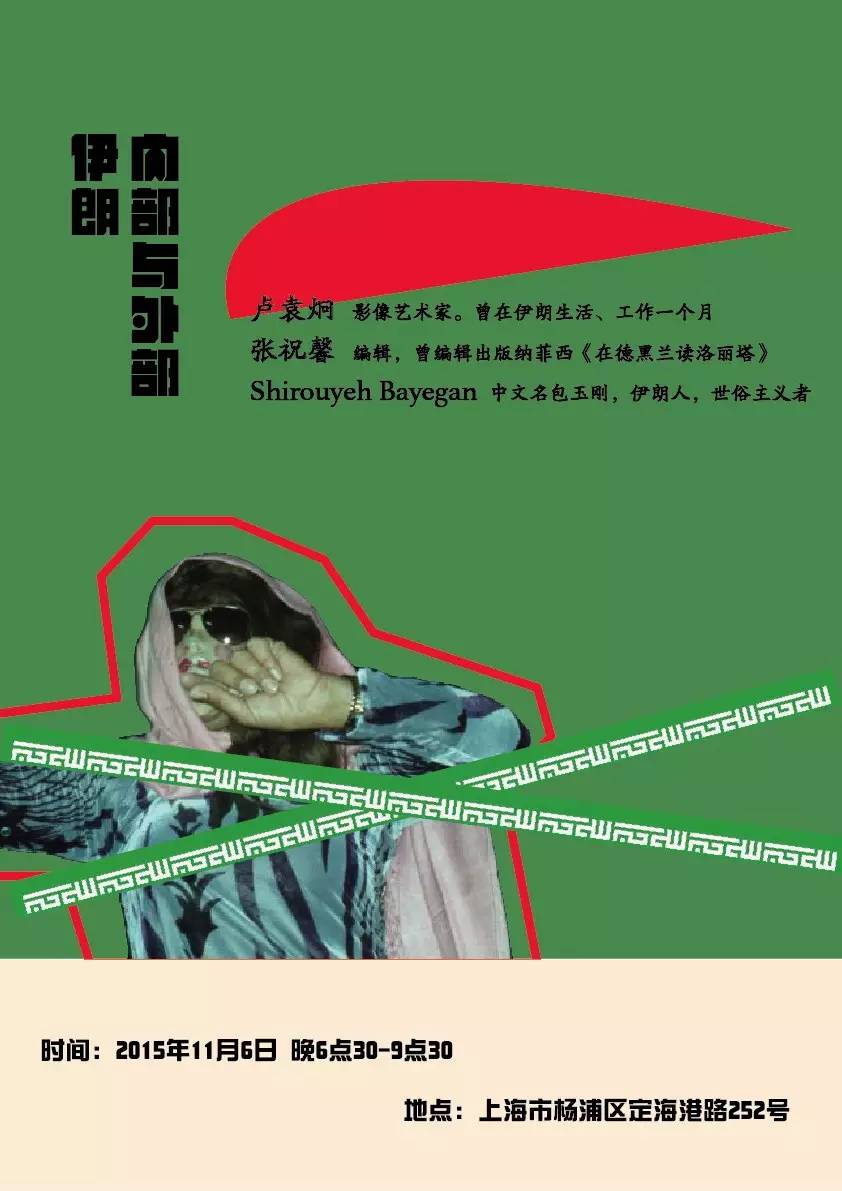 伊朗
内部与外部
卢袁炯 影像艺术家。曾在伊朗生活、工作一个月
张祝馨 编辑，曾编辑出版纳菲西《在德黑兰读洛丽塔》
Shirouyeh Bayegan 中文名包玉刚，伊朗人，世俗主义者
时间：2015年11月6日 晚6点30-9点30
地点：上海市杨浦区定海港路252号